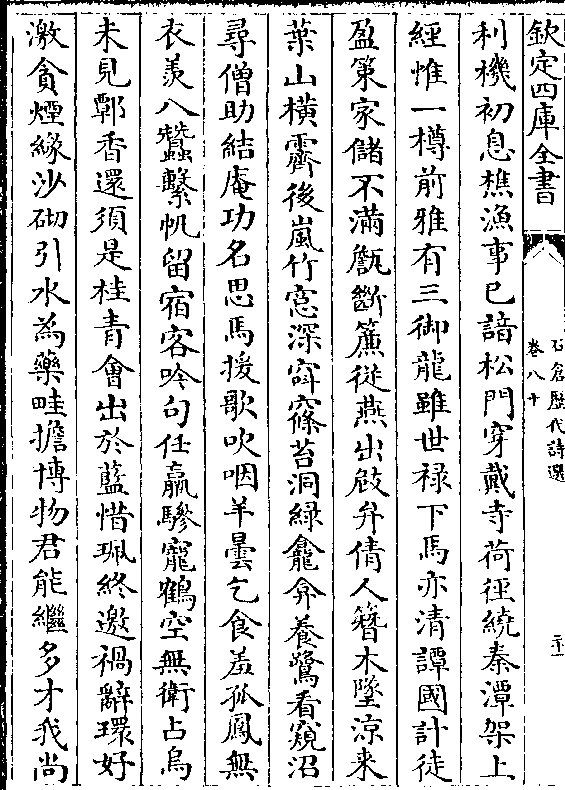 欽定四庫全書
石倉歷代詩選
卷八十
二十一
利機初息樵漁事已諳松門穿戴寺荷徑繞秦潭架上
經惟一樽前雅有三御龍雖世禄下馬亦清譚國計徒
盈策家儲不滿甔斷簾從燕出攲弁倩人簪木墜涼來
葉山横霽後嵐竹窓深窈窱苔洞緑龕弇養鷺看窺沼
尋僧助結庵功名思馬援歌吹咽羊曇乞食羞孤鳳無
衣羨八蠶繫帆留宿客吟句任羸驂寵鶴空無衛占烏
未見鄲香還須是桂青會出於藍惜珮終邀禍辭環好
激貪煙緣沙砌引水為藥畦擔博物君能繼多才我尚